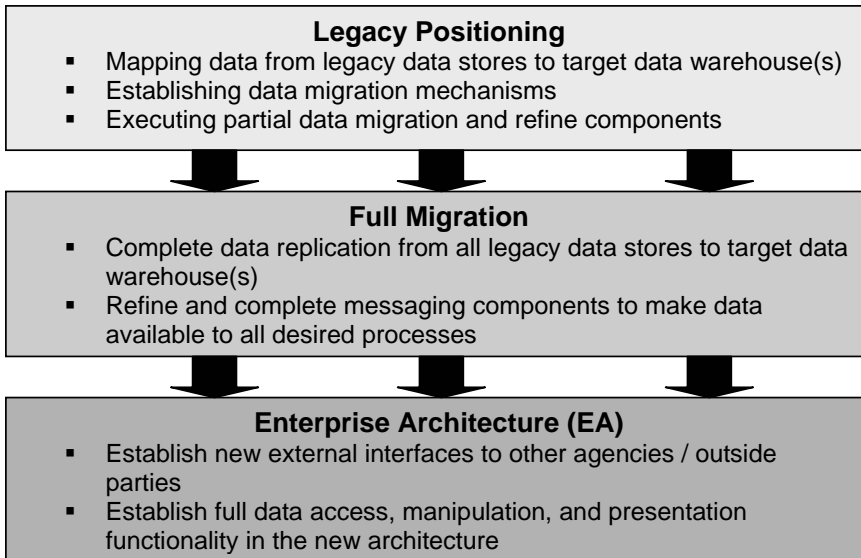 Legacy Positioning
▪ Mapping data from legacy data stores to target data warehouse(s)
▪ Establishing data migration mechanisms
▪ Executing partial data migration and refine components
Full Migration
▪ Complete data replication from all legacy data stores to target data
warehouse(s)
▪ Refine and complete messaging components to make data
available to all desired processes
Enterprise Architecture (EA)
▪ Establish new external interfaces to other agencies / outside
parties
▪ Establish full data access, manipulation, and presentation
functionality in the new architecture